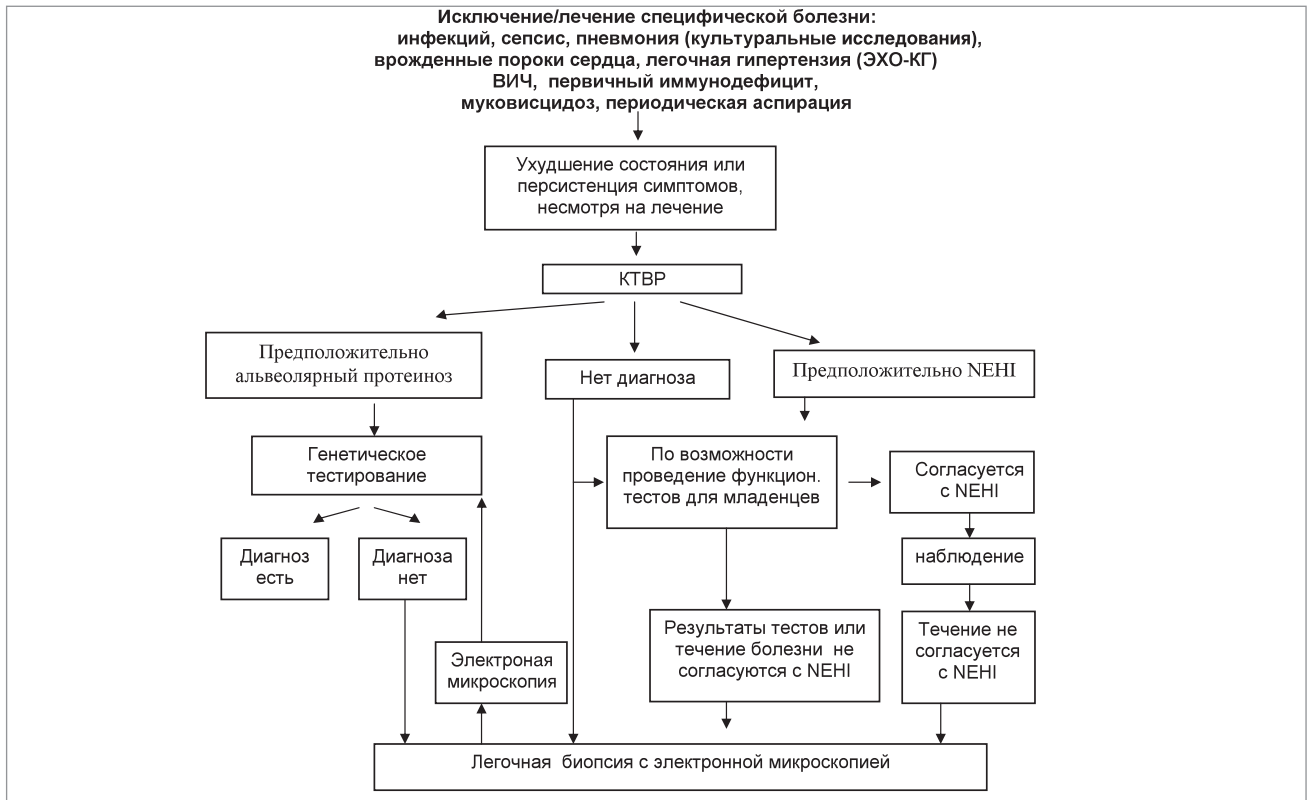 Исключение/лечение специфической болезни:
инфекций, сепсис, пневмония (культуральные исследования),
врожденные пороки сердца, легочная гипертензия (ЭХО-КГ)
ВИЧ, первичный иммунодефицит,
муковисцидоз, периодическая аспирация
Ухудшение состояния или
персистенция симптомов,
несмотря на лечение
КТВР
Предположительно
альвеолярный протеиноз
Нет диагноза
Предположительно NEHI
Генетическое
тестирование
По возможности
проведение функцион.
тестов для младенцев
Согласуется
с NEHI
Диагноз
есть
Диагноза
нет
наблюдение
Электроная
микроскопия
Результаты тестов или
течение болезни не
согласуются с NEHI
Течение не
согласуется
с NEHI
Легочная биопсия с электронной микроскопией